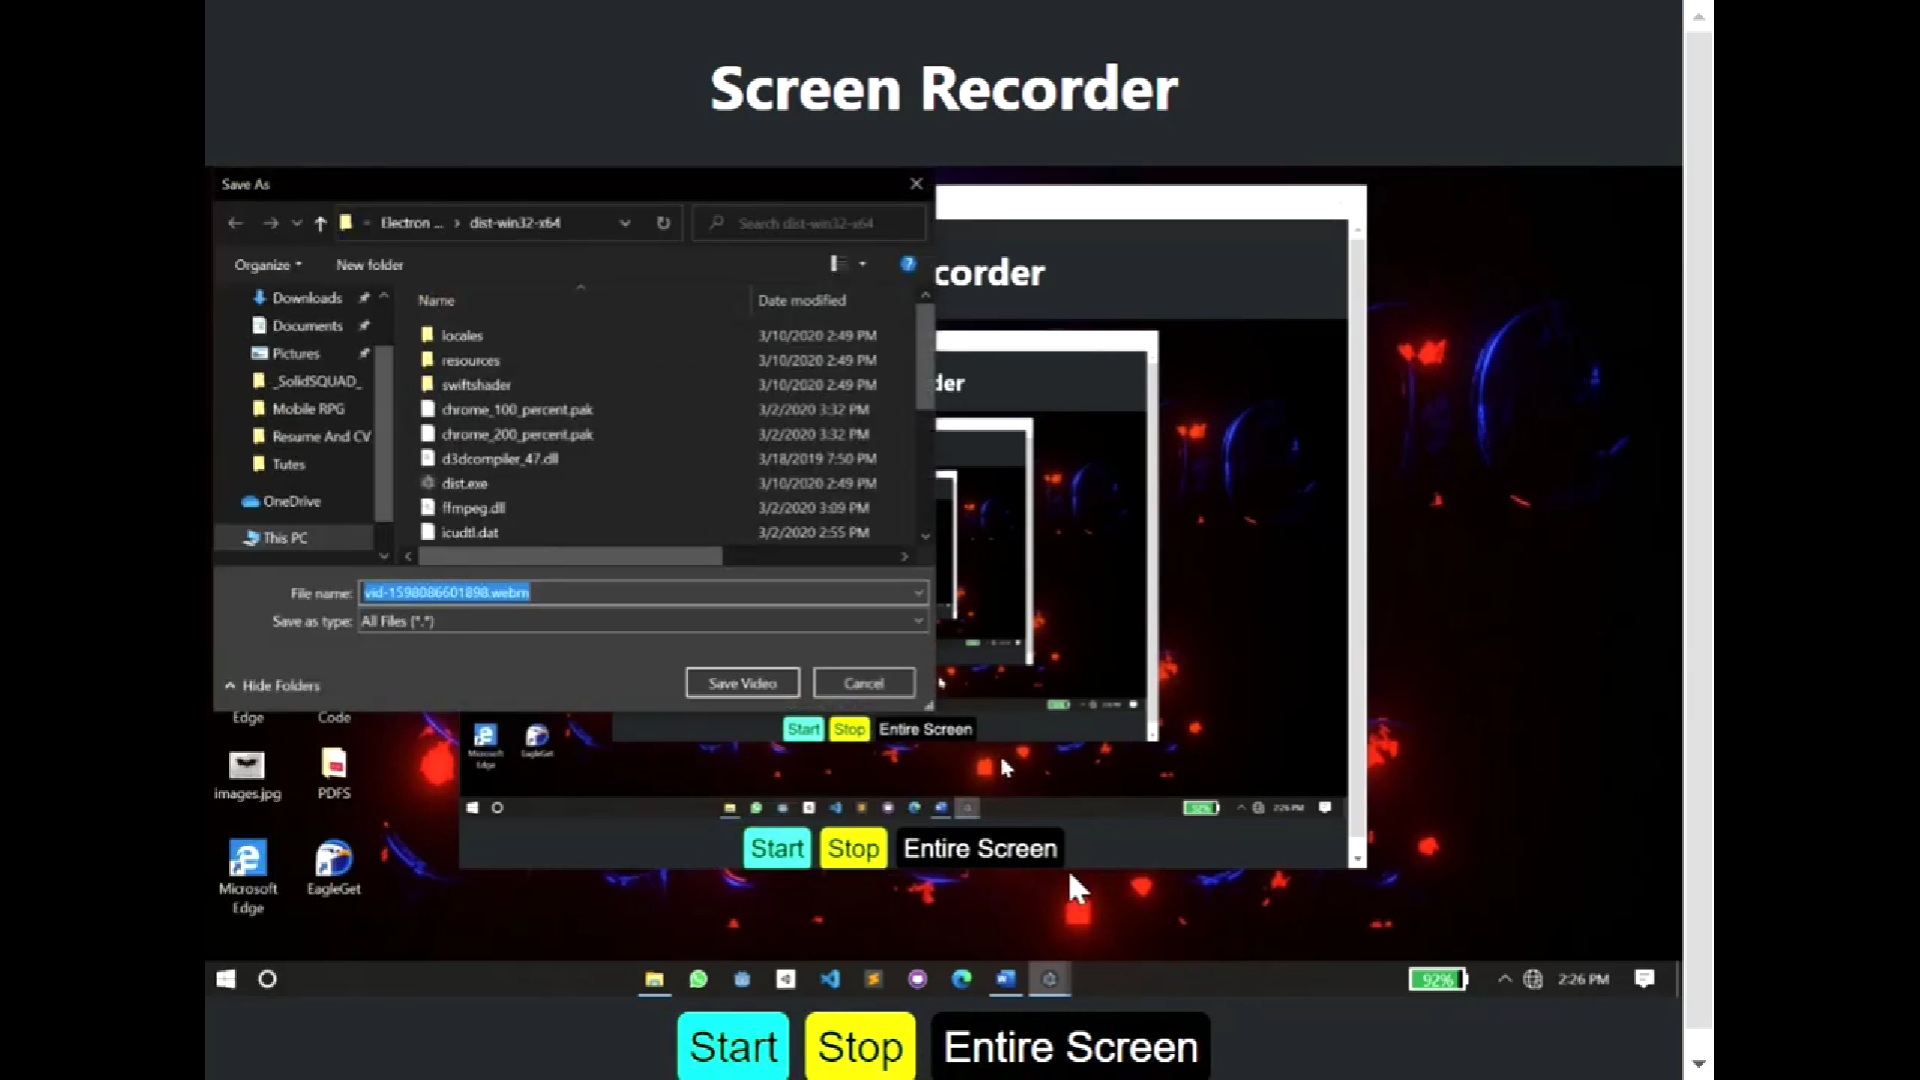 Screen Recorder
Save As
Electron ... > dist-win32-x64
Search dist-win32-x64
Organize
New folder
corder
Name
Date modified
Downloads
Documents
Pictures
_SolidSQUAD_
Mobile RPG
Resume And CV
Tutes
OneDrive
This PC
locales 3/10/2020 2:49 PM
resources 3/10/2020 2:49 PM
swiftshader 3/10/2020 2:49 PM
chrome_100_percent.pak 3/2/2020 3:32 PM
chrome_200_percent.pak 3/2/2020 3:32 PM
d3dcompiler_47.dll 3/18/2019 7:50 PM
dist.exe 3/10/2020 2:49 PM
ffmpeg.dll 3/2/2020 3:09 PM
icudtl.dat 3/2/2020 2:55 PM
der
File name: vid-1598086601898.webm
Save as type: All Files (*.*)
Hide Folders
Save Video
Cancel
Edge
Code
Start Stop Entire Screen
Microsoft
Edge
EagleGet
images.jpg
PDFS
92%
2:26 PM
Start Stop Entire Screen
Microsoft
Edge
EagleGet
92%
2:26 PM
Start Stop Entire Screen